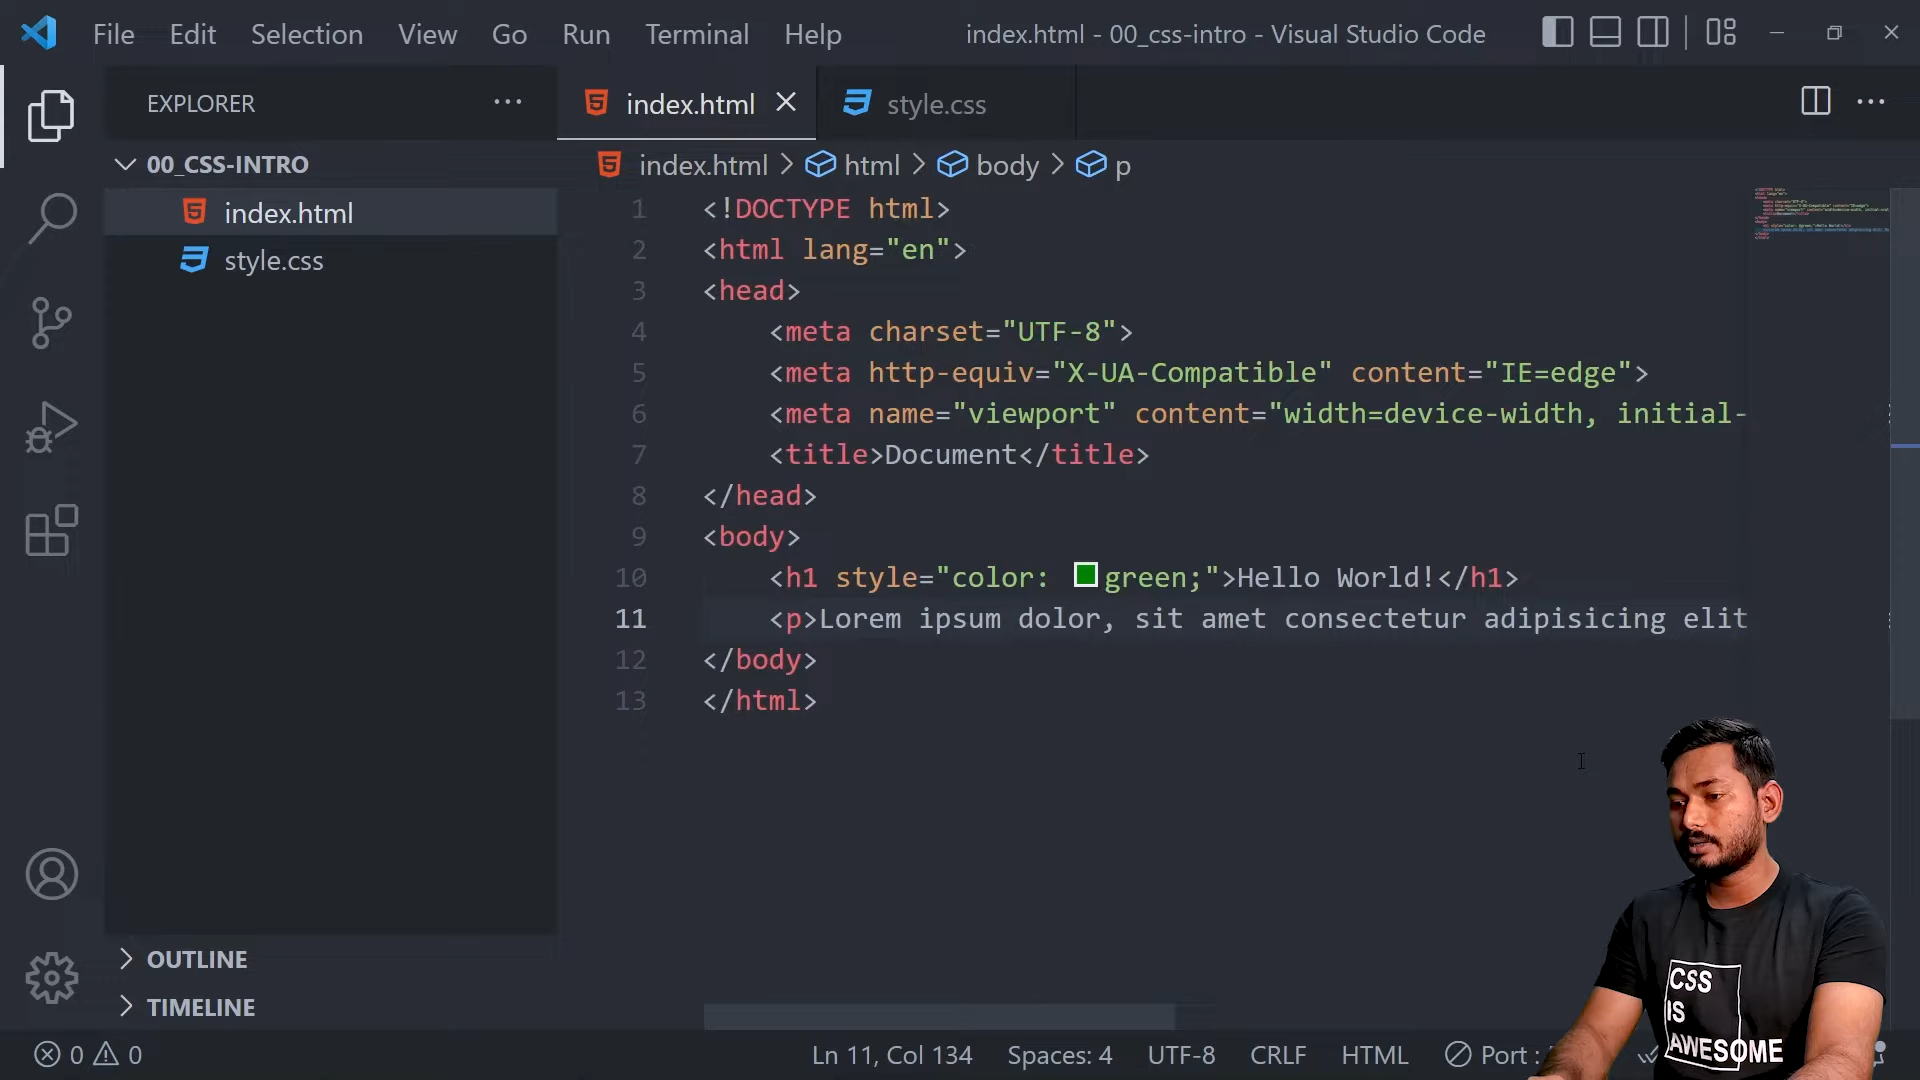 File Edit Selection View Go Run Terminal Help
index.html - 00_css-intro - Visual Studio Code
EXPLORER
index.html
style.css
00_CSS-INTRO
index.html > html > body > p
index.html
style.css
1 <!DOCTYPE html>
2 <html lang="en">
3 <head>
4 <meta charset="UTF-8">
5 <meta http-equiv="X-UA-Compatible" content="IE=edge">
6 <meta name="viewport" content="width=device-width, initial-
7 <title>Document</title>
8 </head>
9 <body>
10 <h1 style="color: green;">Hello World!</h1>
11 <p>Lorem ipsum dolor, sit amet consectetur adipisicing elit
12 </body>
13 </html>
OUTLINE
TIMELINE
0 0
Ln 11, Col 134
Spaces: 4
UTF-8
CRLF
HTML
Port :
CSS
IS
AWESOME